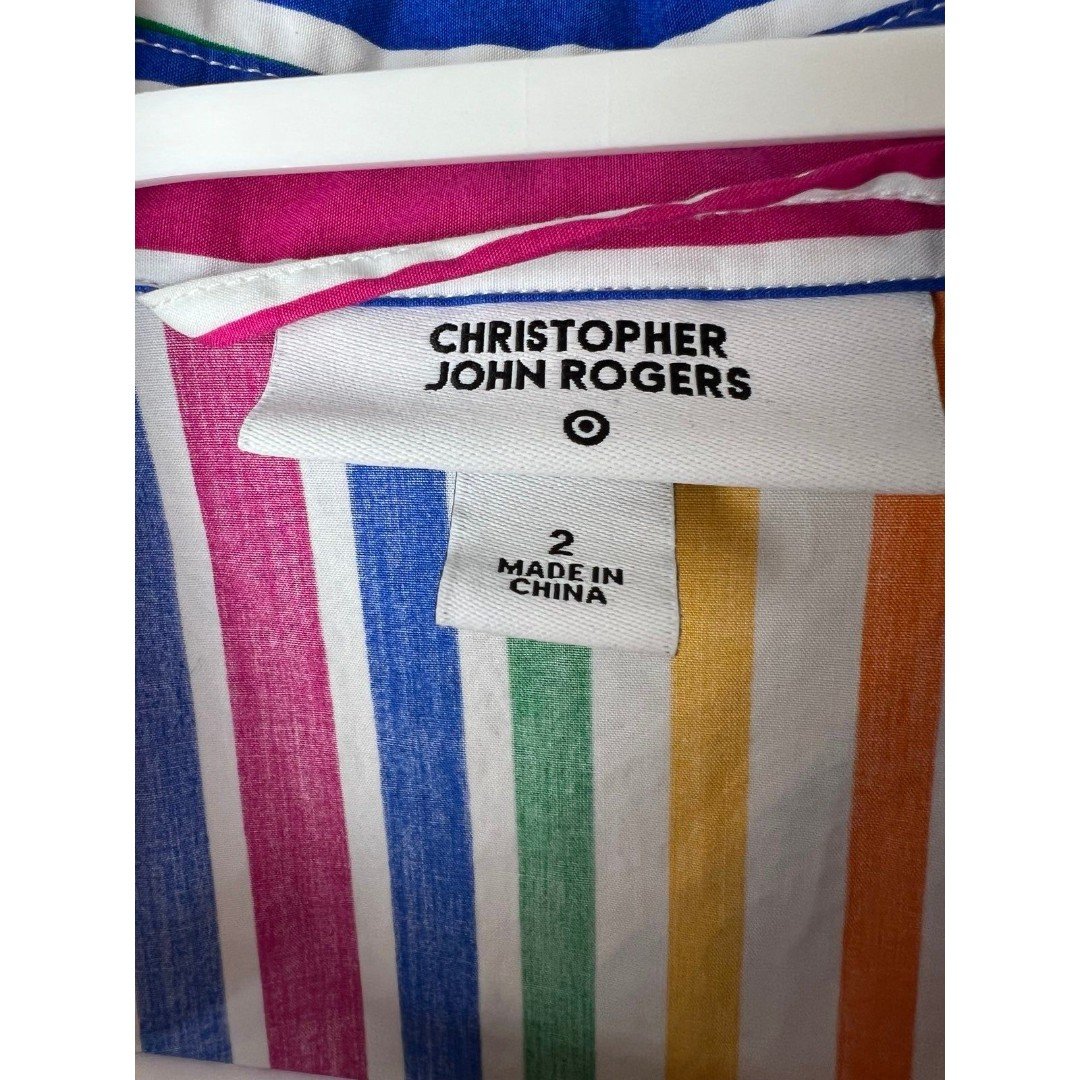 CHRISTOPHER
JOHN ROGERS
2
MADE IN
CHINA